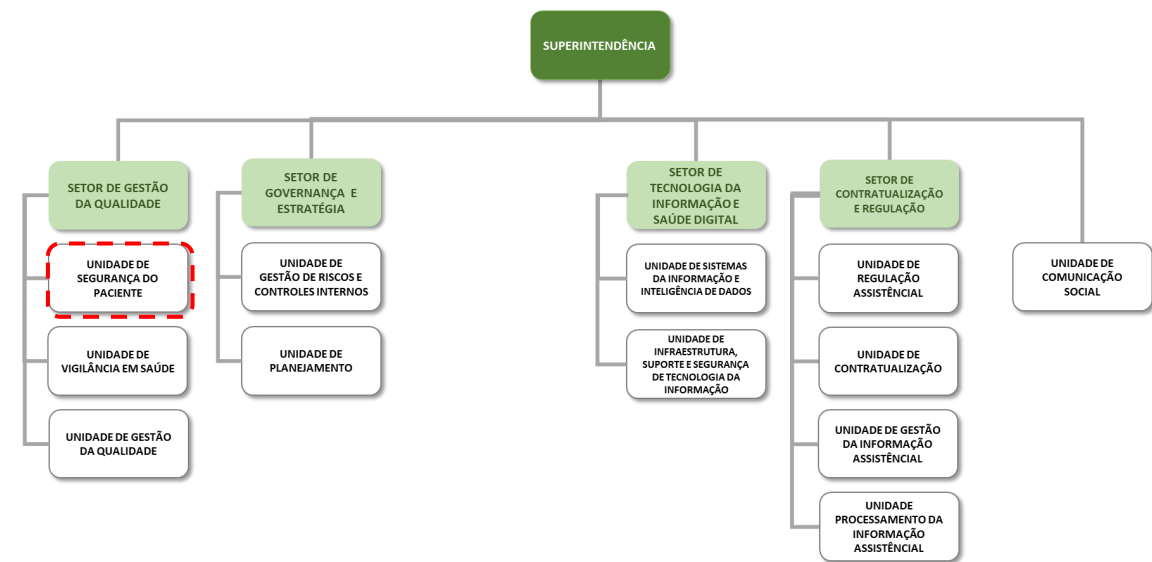 SUPERINTENDÊNCIA
SETOR DE GESTÃO
DA QUALIDADE
UNIDADE DE
SEGURANÇA DO
PACIENTE
UNIDADE DE
VIGILÂNCIA EM SAÚDE
UNIDADE DE GESTÃO
DA QUALIDADE
SETOR DE
GOVERNANÇA E
ESTRATÉGIA
UNIDADE DE
GESTÃO DE RISCOS E
CONTROLES INTERNOS
UNIDADE DE
PLANEJAMENTO
SETOR DE
TECNOLOGIA DA
INFORMAÇÃO E
SAÚDE DIGITAL
UNIDADE DE SISTEMAS
DA INFORMAÇÃO E
INTELIGÊNCIA DE DADOS
UNIDADE DE
INFRAESTRUTURA,
SUPORTE E SEGURANÇA
DE TECNOLOGIA DA
INFORMAÇÃO
SETOR DE
CONTRATUALIZAÇÃO
E REGULAÇÃO
UNIDADE DE
REGULAÇÃO
ASSISTÊNCIAL
UNIDADE DE
CONTRATUALIZAÇÃO
UNIDADE DE GESTÃO
DA INFORMAÇÃO
ASSISTÊNCIAL
UNIDADE
PROCESSAMENTO DA
INFORMAÇÃO
ASSISTÊNCIAL
UNIDADE DE
COMUNICAÇÃO
SOCIAL